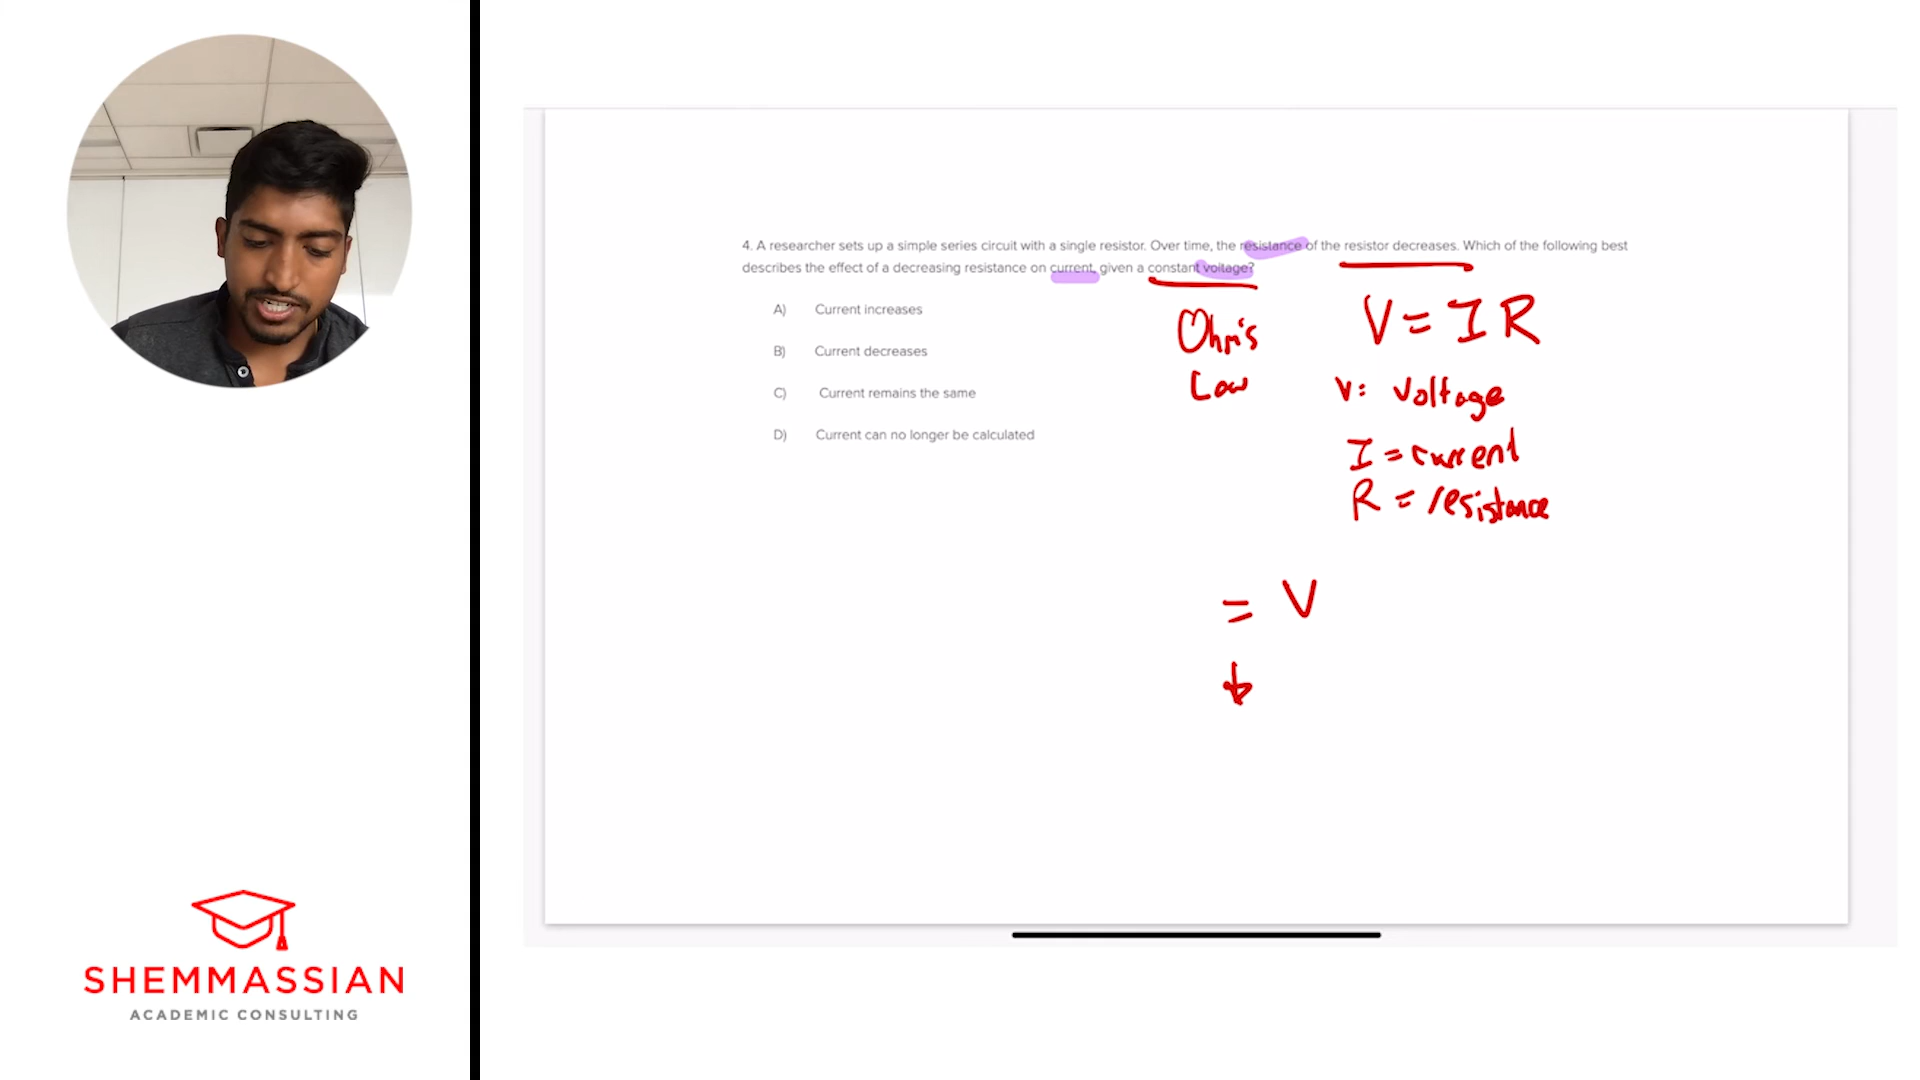 4. A researcher sets up a simple series circuit with a single resistor. Over time, the resistance of the resistor decreases. Which of the following best
describes the effect of a decreasing resistance on current, given a constant voltage?
A) Current increases
B) Current decreases
C) Current remains the same
D) Current can no longer be calculated
Ohm's
Law
V = I R
V: Voltage
I = current
R = resistance
= V
↓
SHEMMASSIAN
ACADEMIC CONSULTING